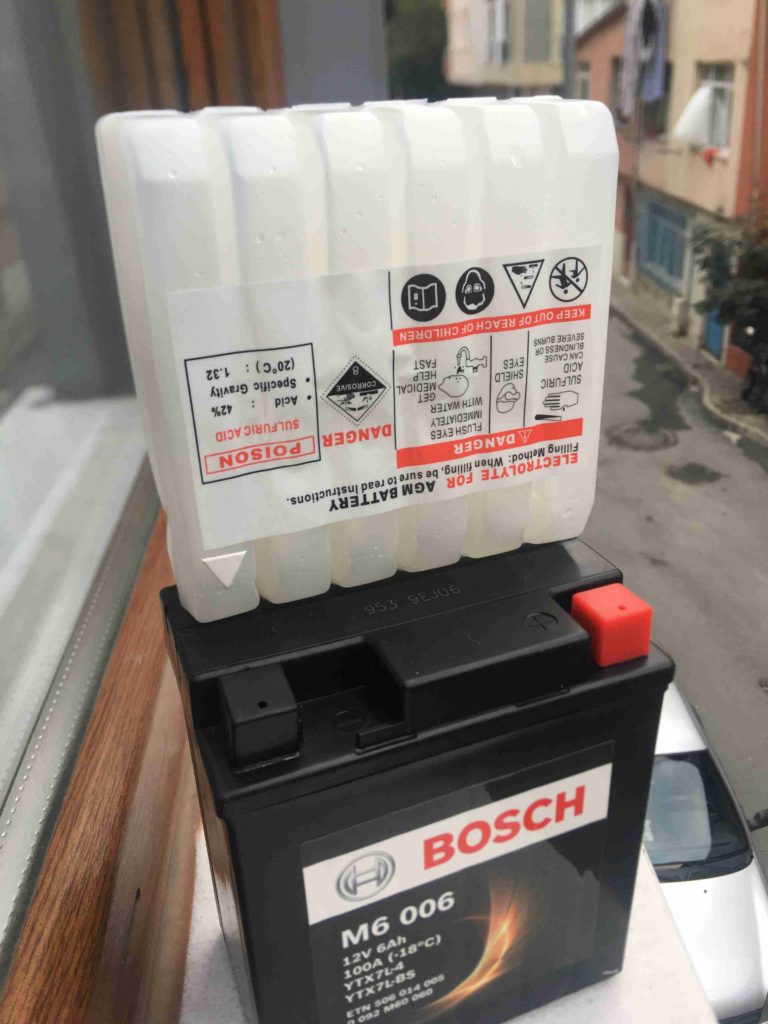 ELECTROLYTE FOR AGM BATTERY
Filling Method: When filling, be sure to read instructions.
POISON
SULFURIC ACID
• Acid : 42%
• Specific Gravity
(20°C) : 1.32
DANGER
CORROSIVE
8
DANGER
SULFURIC
ACID
CAN CAUSE
BLINDNESS OR
SEVERE BURNS
SHIELD
EYES
FLUSH EYES
IMMEDIATELY
WITH WATER
GET
MEDICAL
HELP
FAST
KEEP OUT OF REACH OF CHILDREN
953 9EJ06
+
-
BOSCH
M6 006
12V 6Ah
100A (-18°C)
YTX7L-4
YTX7L-BS
ETN 506 014 005
0 092 M60 060